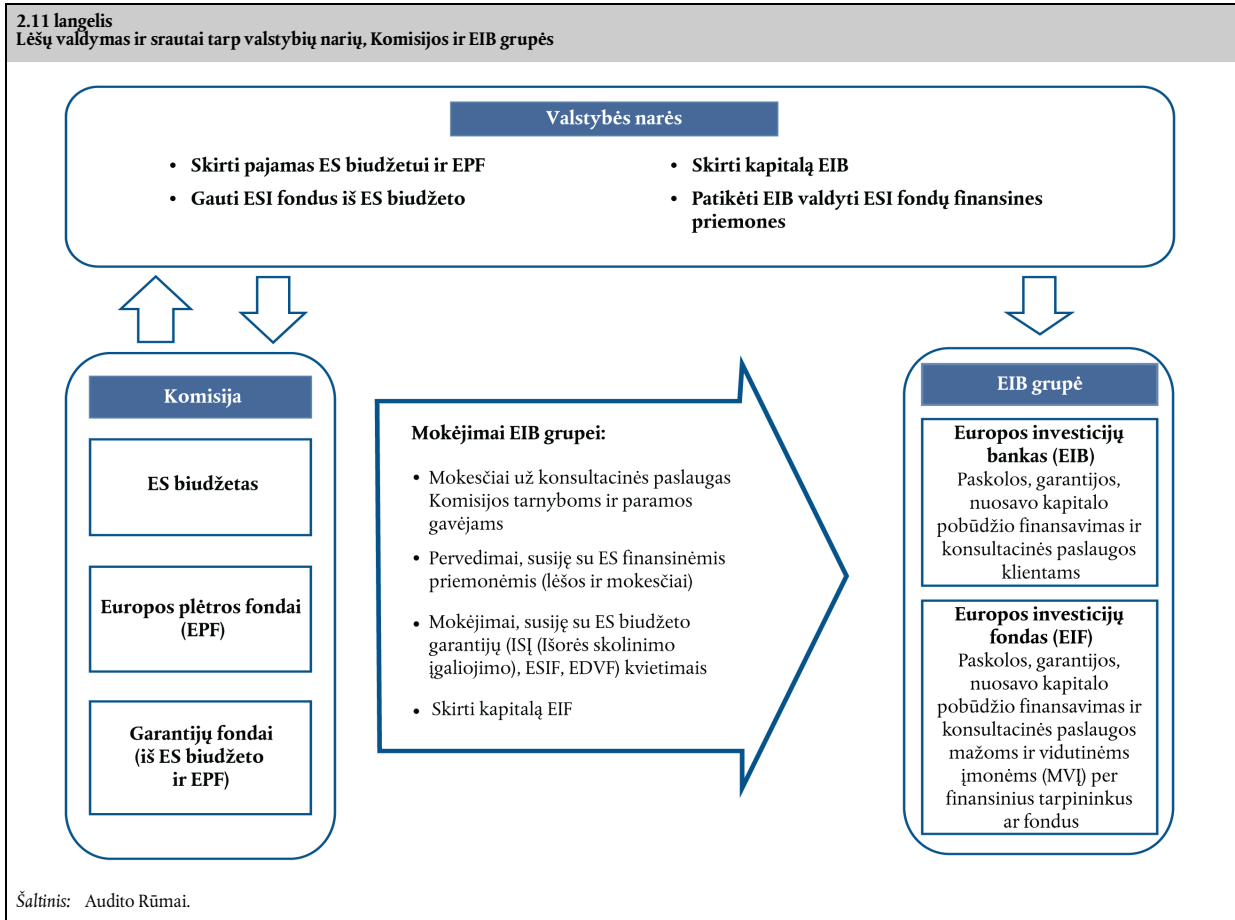 2.11 langelis
Lėšų valdymas ir srautai tarp valstybių narių, Komisijos ir EIB grupės
Valstybės narės
• Skirti pajamas ES biudžetui ir EPF
• Gauti ESI fondus iš ES biudžeto
• Skirti kapitalą EIB
• Patikėti EIB valdyti ESI fondų finansines
priemones
Komisija
ES biudžetas
Europos plėtros fondai
(EPF)
Garantijų fondai
(iš ES biudžeto
ir EPF)
Mokėjimai EIB grupei:
• Mokesčiai už konsultacinės paslaugas
Komisijos tarnyboms ir paramos
gavėjams
• Pervedimai, susiję su ES finansinėmis
priemonėmis (lėšos ir mokesčiai)
• Mokėjimai, susiję su ES biudžeto
garantijų (ISĮ (Išorės skolinimo
įgaliojimo), ESIF, EDVF) kvietimais
• Skirti kapitalą EIF
EIB grupė
Europos investicijų
bankas (EIB)
Paskolos, garantijos,
nuosavo kapitalo
pobūdžio finansavimas ir
konsultacinės paslaugos
klientams
Europos investicijų
fondas (EIF)
Paskolos, garantijos,
nuosavo kapitalo
pobūdžio finansavimas ir
konsultacinės paslaugos
mažoms ir vidutinėms
įmonėms (MVĮ) per
finansinius tarpininkus
ar fondus
Šaltinis: Audito Rūmai.